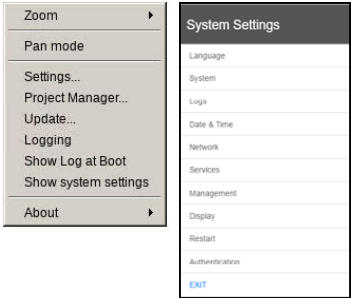 Zoom
Pan mode
Settings...
Project Manager...
Update...
Logging
Show Log at Boot
Show system settings
About
System Settings
Language
System
Logs
Date & Time
Network
Services
Management
Display
Restart
Authentication
EXIT